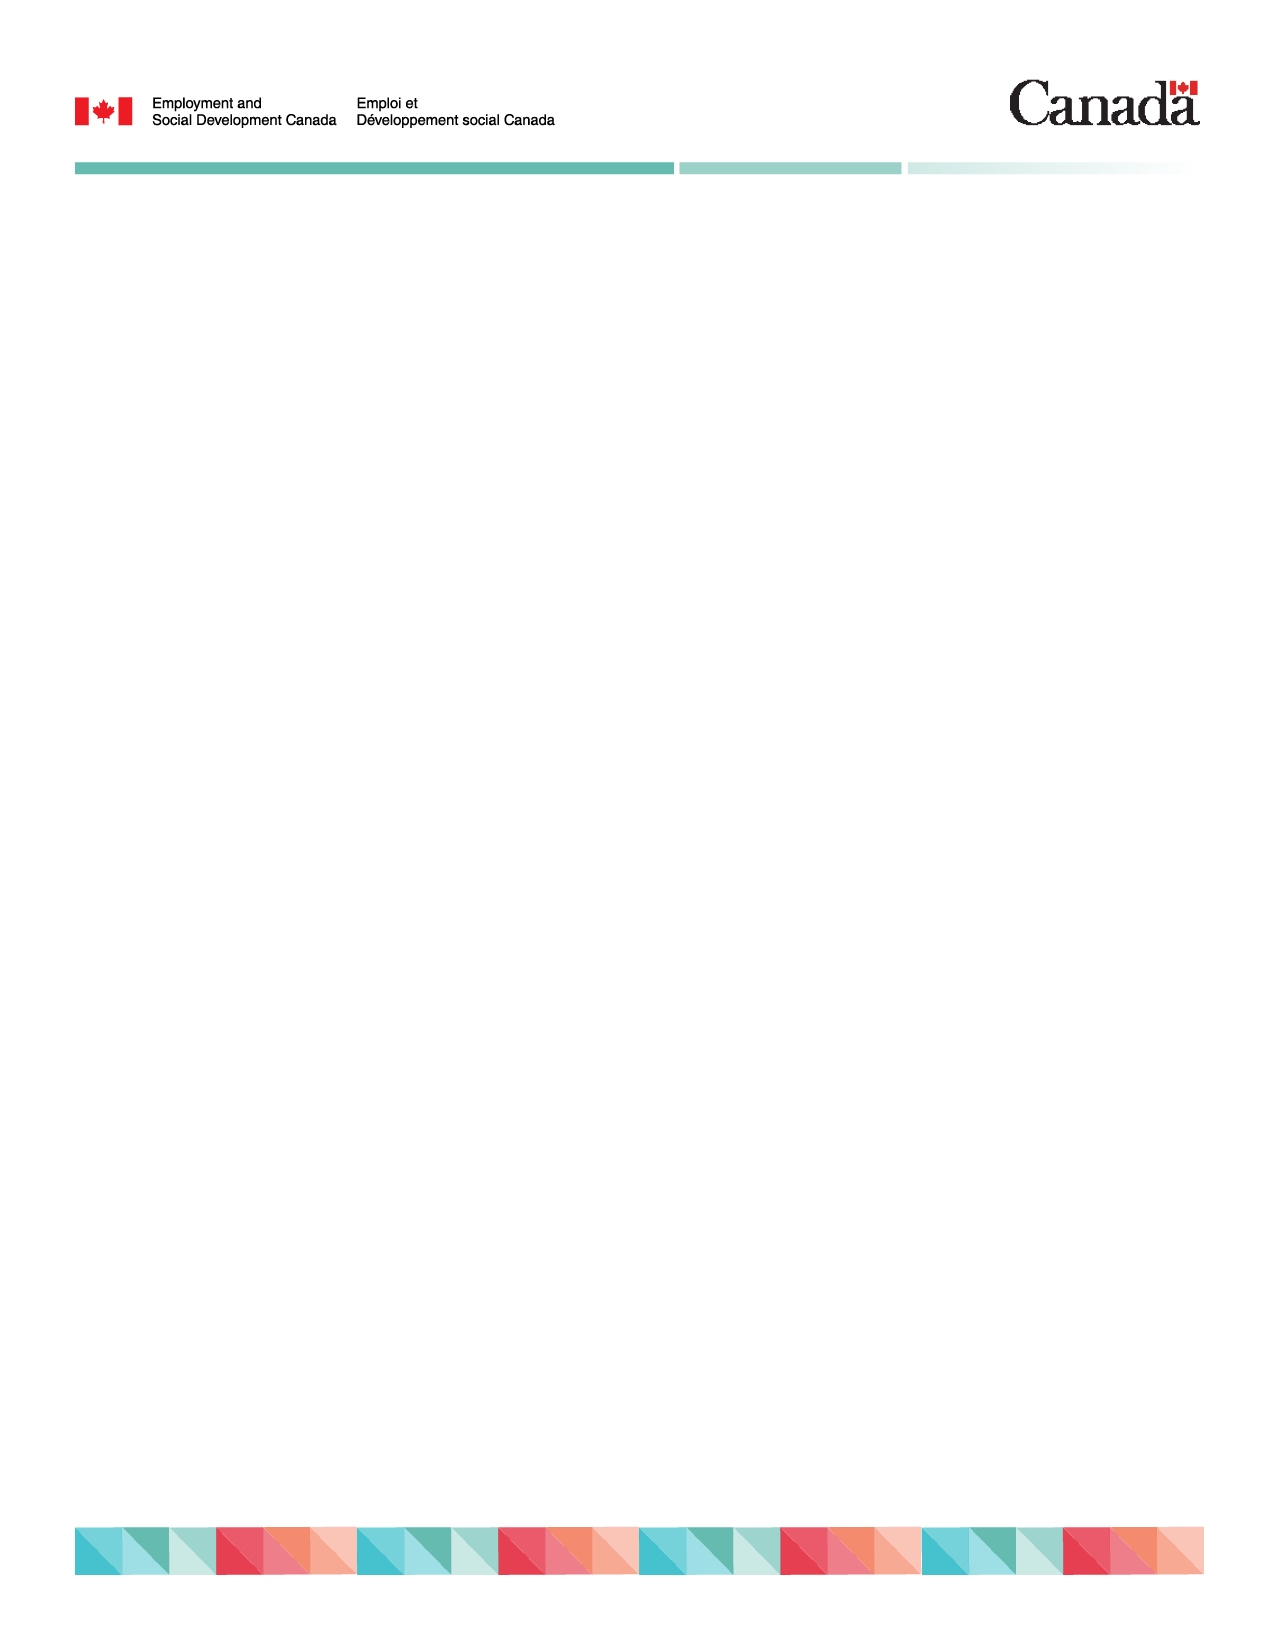 Employment and
Social Development Canada
Emploi et
Développement social Canada
Canada